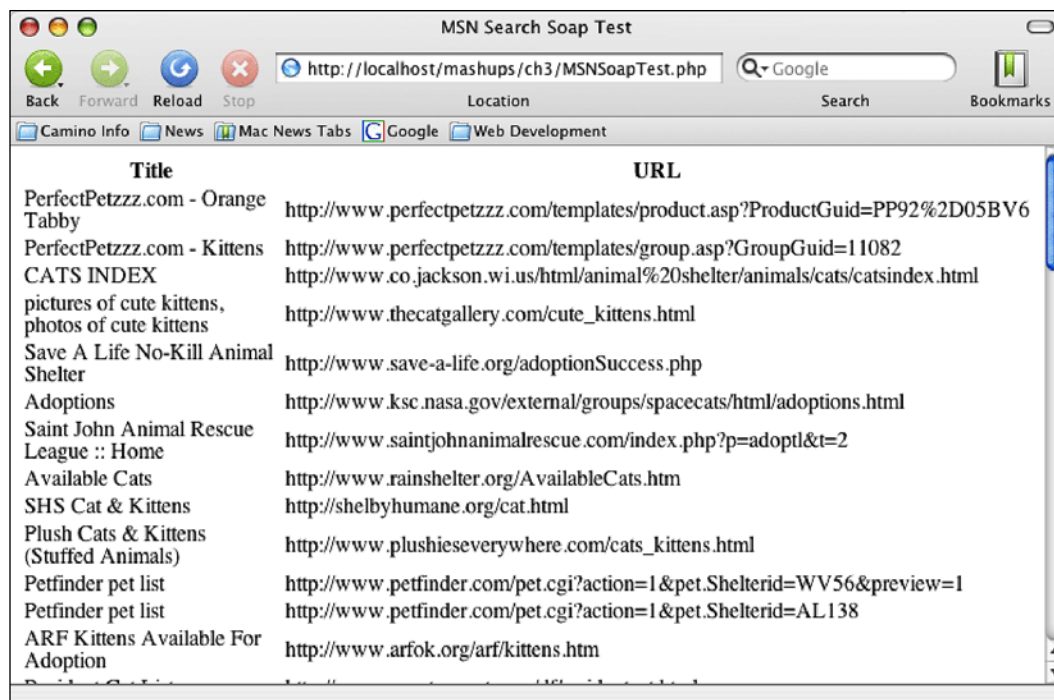 MSN Search Soap Test
http://localhost/mashups/ch3/MSNSoapTest.php
Google
Back Forward Reload Stop Location Search Bookmarks
Camino Info News Mac News Tabs Google Web Development
Title URL
PerfectPetzzz.com - Orange
Tabby
http://www.perfectpetzzz.com/templates/product.asp?ProductGuid=PP92%2D05BV6
PerfectPetzzz.com - Kittens http://www.perfectpetzzz.com/templates/group.asp?GroupGuid=11082
CATS INDEX http://www.co.jackson.wi.us/html/animal%20shelter/animals/cats/catsindex.html
pictures of cute kittens,
photos of cute kittens
http://www.thecatgallery.com/cute_kittens.html
Save A Life No-Kill Animal
Shelter
http://www.save-a-life.org/adoptionSuccess.php
Adoptions http://www.ksc.nasa.gov/external/groups/spacecats/html/adoptions.html
Saint John Animal Rescue
League :: Home
http://www.saintjohnanimalrescue.com/index.php?p=adoptl&t=2
Available Cats http://www.rainshelter.org/AvailableCats.htm
SHS Cat & Kittens http://shelbyhumane.org/cat.html
Plush Cats & Kittens
(Stuffed Animals)
http://www.plushieseverywhere.com/cats_kittens.html
Petfinder pet list http://www.petfinder.com/pet.cgi?action=1&pet.Shelterid=WV56&preview=1
Petfinder pet list http://www.petfinder.com/pet.cgi?action=1&pet.Shelterid=AL138
ARF Kittens Available For
Adoption
http://www.arfok.org/arf/kittens.htm